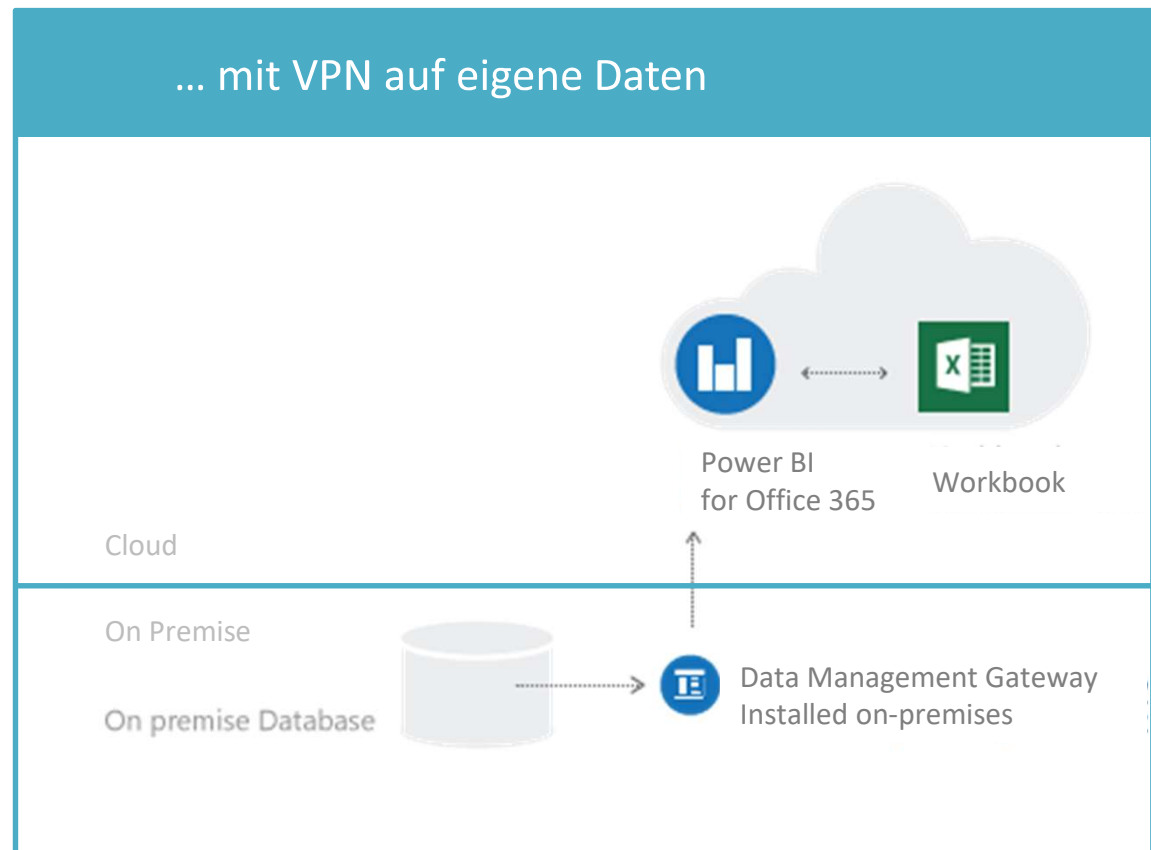 … mit VPN auf eigene Daten
Power BI
for Office 365
Workbook
Cloud
On Premise
On premise Database
Data Management Gateway
Installed on-premises